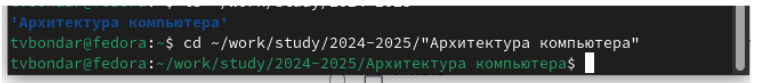 'Архитектура компьютера'
tvbondar@fedora:~$ cd ~/work/study/2024-2025/"Архитектура компьютера"
tvbondar@fedora:~/work/study/2024-2025/Архитектура компьютера$